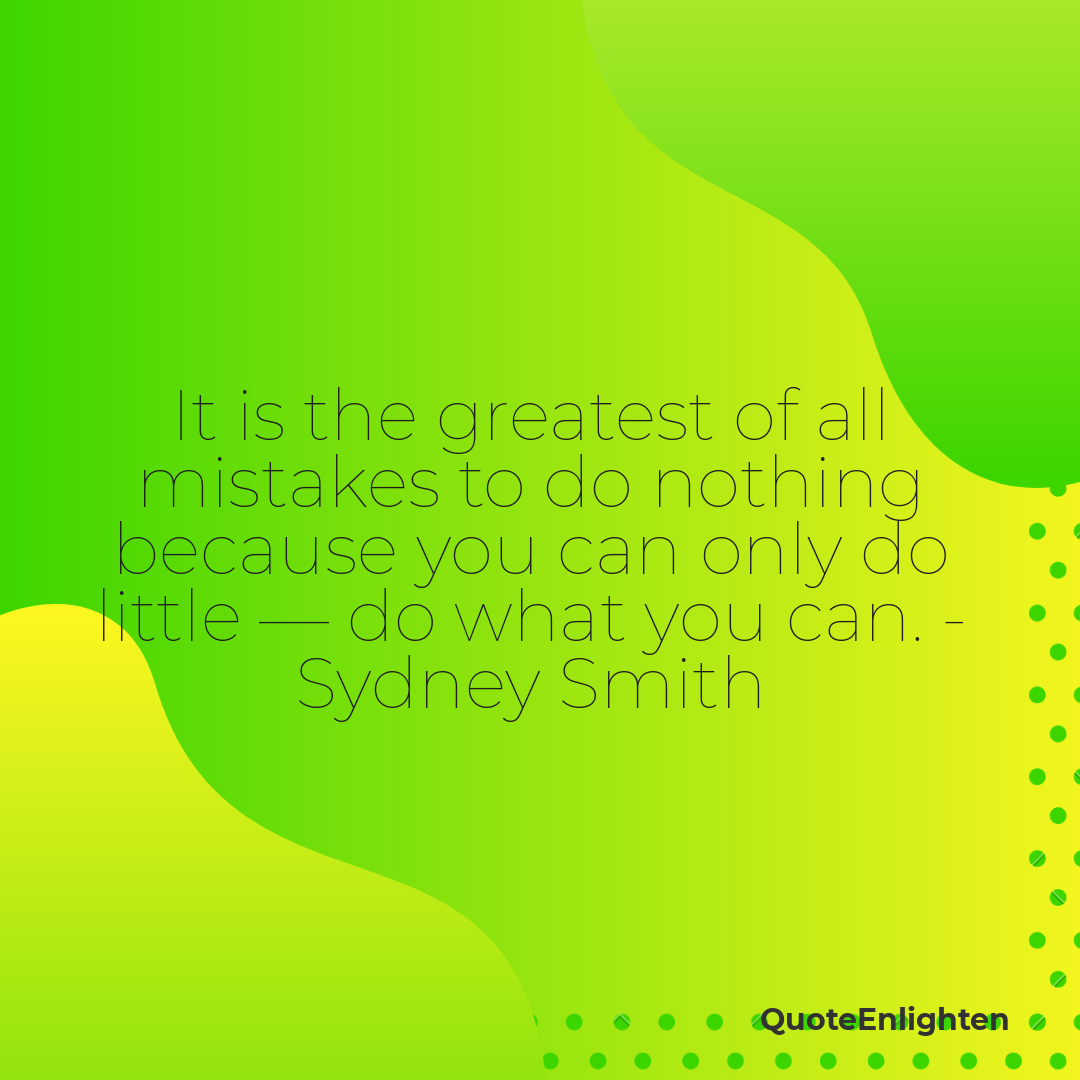 It is the greatest of all
mistakes to do nothing
because you can only do
little — do what you can. -
Sydney Smith
QuoteEnlighten